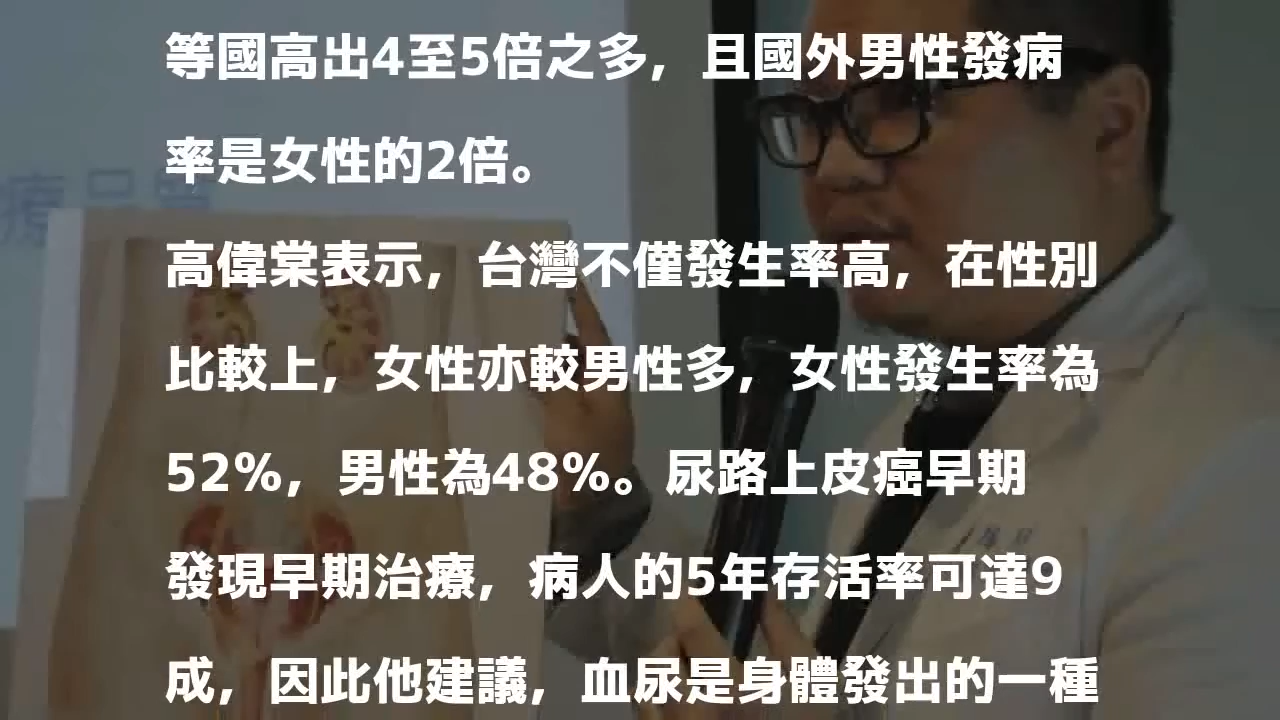 等國高出4至5倍之多，且國外男性發病
率是女性的2倍。
高偉棠表示，台灣不僅發生率高，在性別
比較上，女性亦較男性多，女性發生率為
52%，男性為48%。尿路上皮癌早期
發現早期治療，病人的5年存活率可達9
成，因此他建議，血尿是身體發出的一種